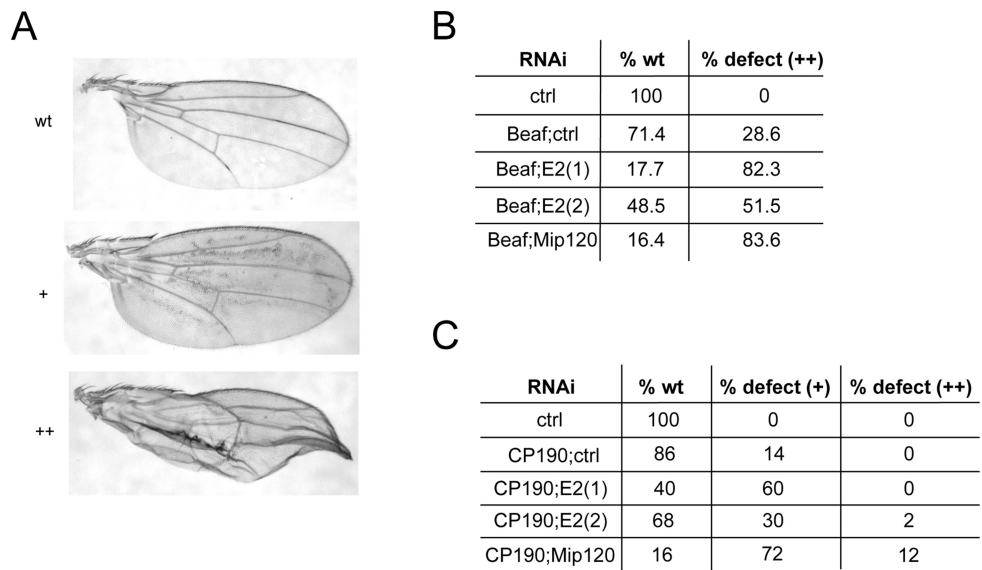 A
wt
+
++
B
RNAi % wt % defect (++)
ctrl 100 0
Beaf;ctrl 71.4 28.6
Beaf;E2(1) 17.7 82.3
Beaf;E2(2) 48.5 51.5
Beaf;Mip120 16.4 83.6
C
RNAi % wt % defect (+) % defect (++)
ctrl 100 0 0
CP190;ctrl 86 14 0
CP190;E2(1) 40 60 0
CP190;E2(2) 68 30 2
CP190;Mip120 16 72 12